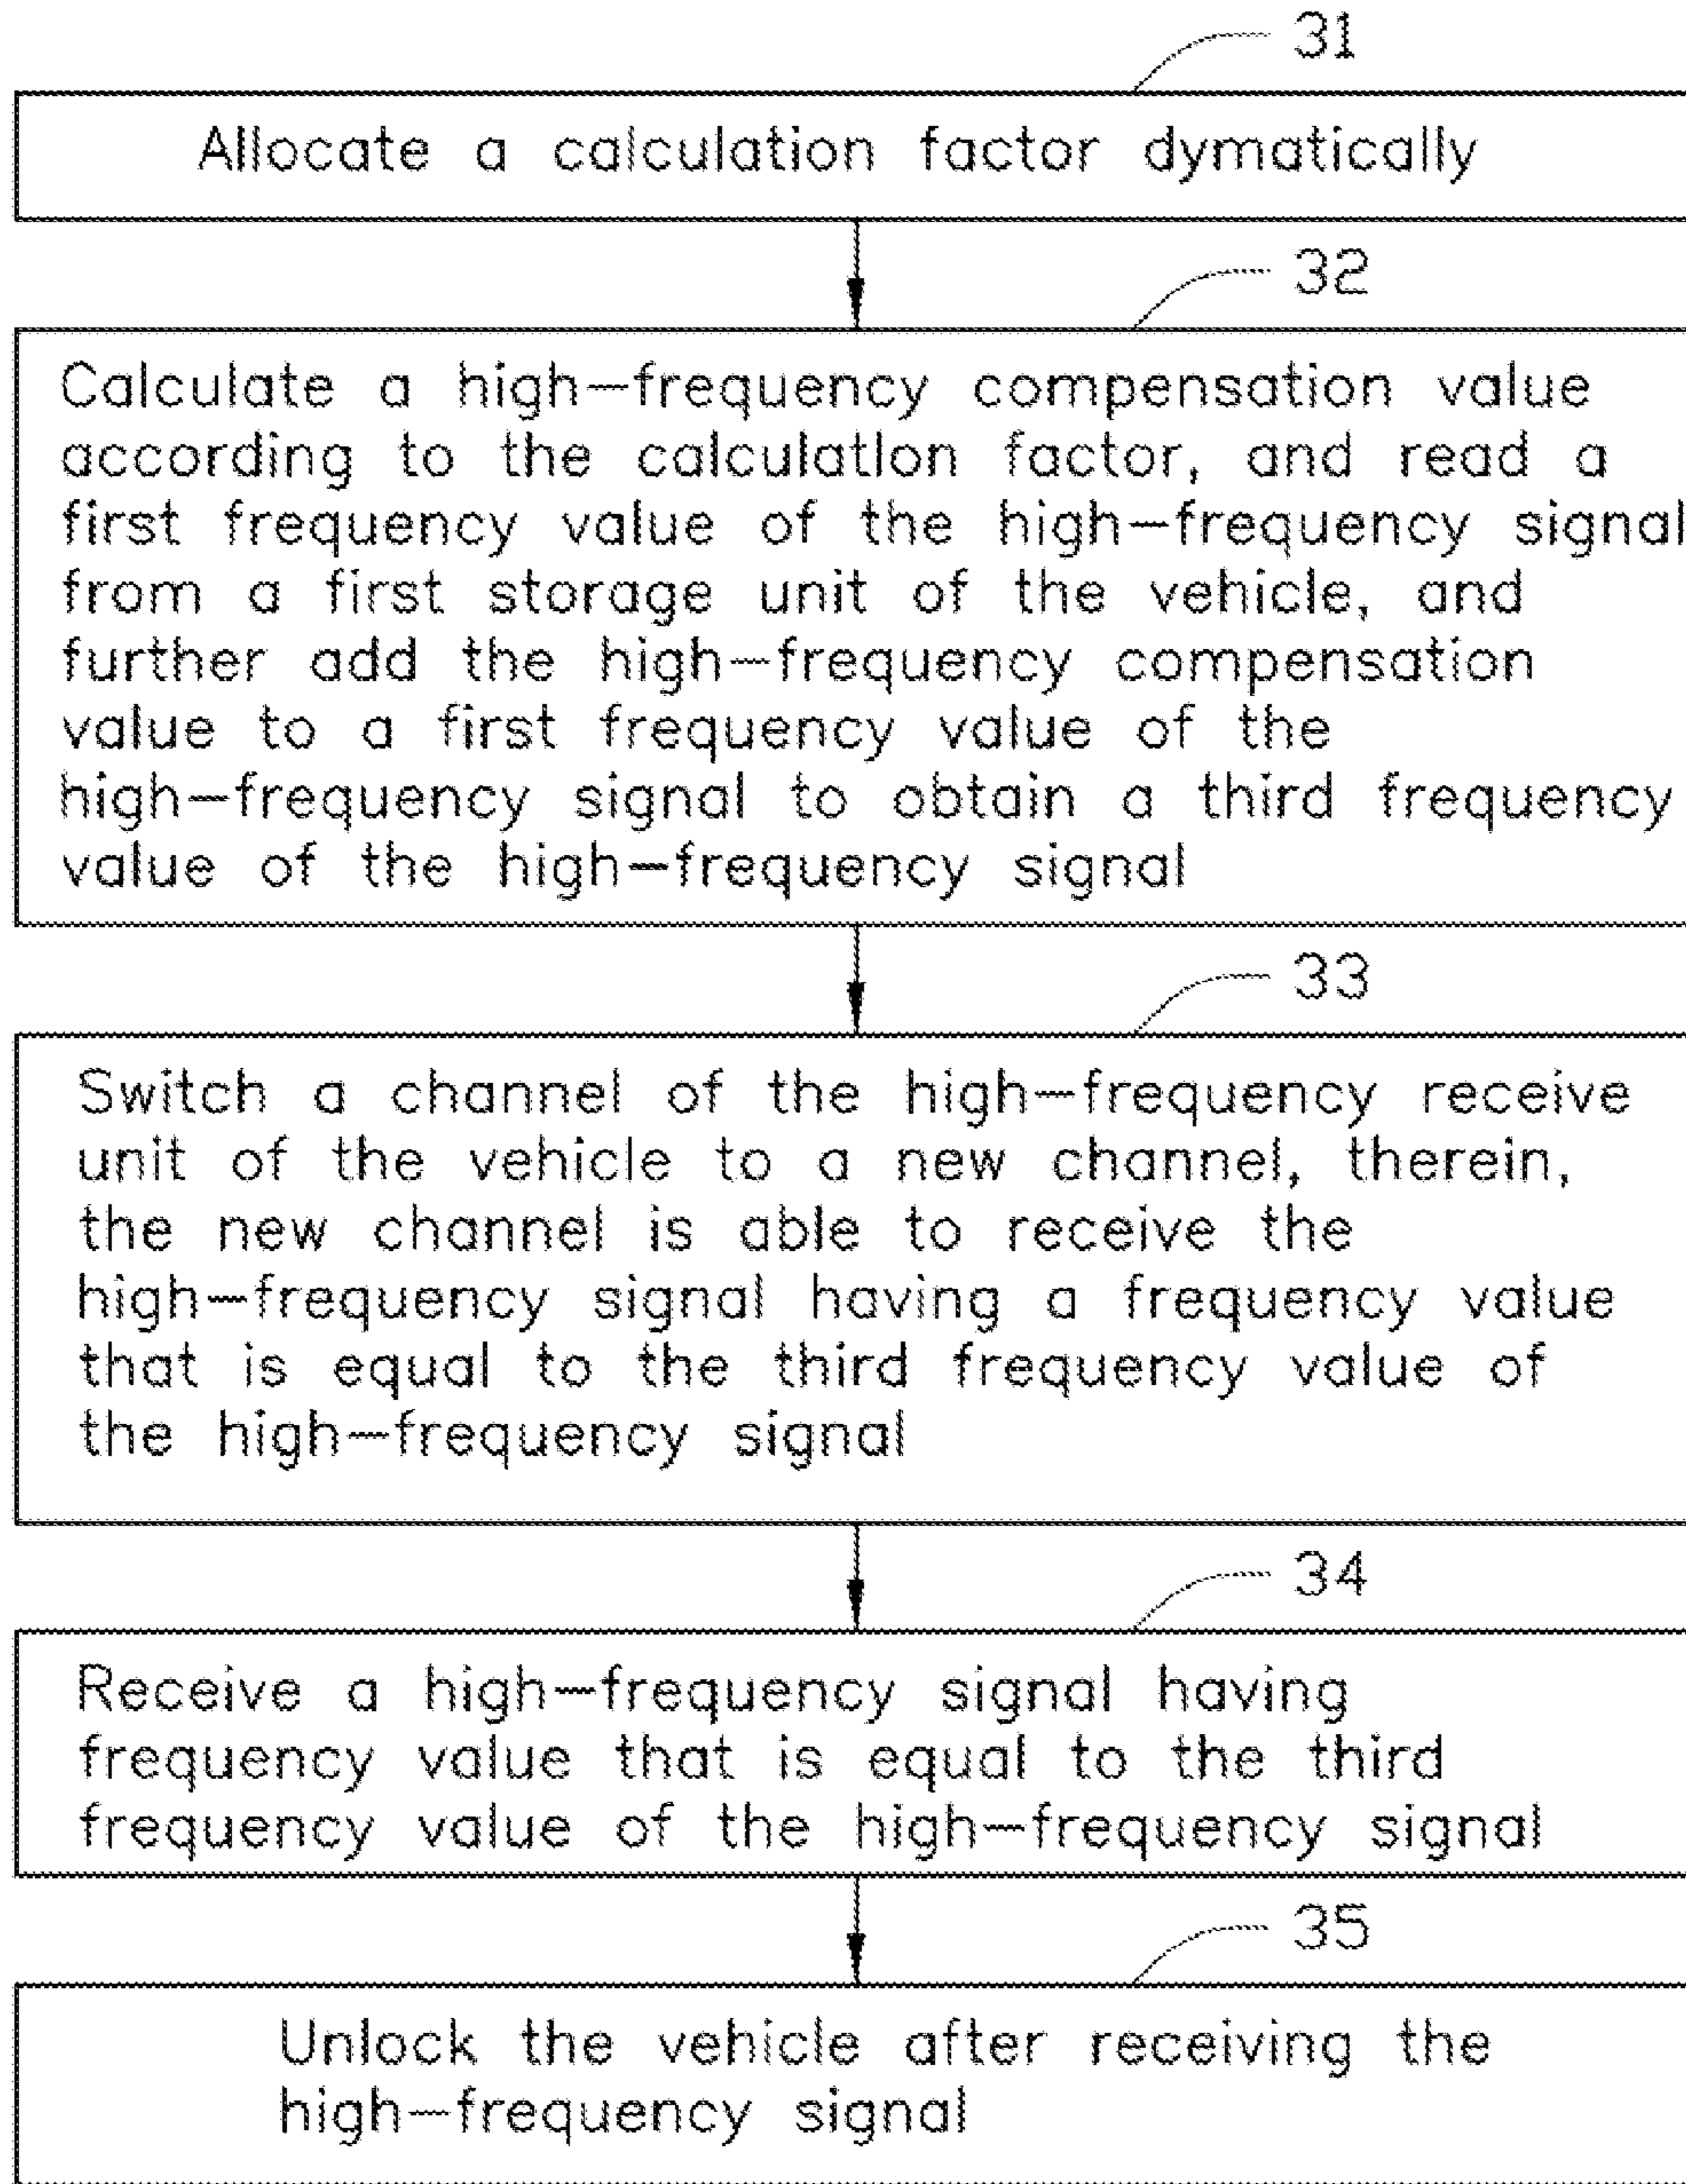 31
Allocate a calculation factor dymatically
32
Calculate a high-frequency compensation value
according to the calculation factor, and read a
first frequency value of the high-frequency signal
from a first storage unit of the vehicle, and
further add the high-frequency compensation
value to a first frequency value of the
high-frequency signal to obtain a third frequency
value of the high-frequency signal
33
Switch a channel of the high-frequency receive
unit of the vehicle to a new channel, therein,
the new channel is able to receive the
high-frequency signal having a frequency value
that is equal to the third frequency value of
the high-frequency signal
34
Receive a high-frequency signal having
frequency value that is equal to the third
frequency value of the high-frequency signal
35
Unlock the vehicle after receiving the
high-frequency signal